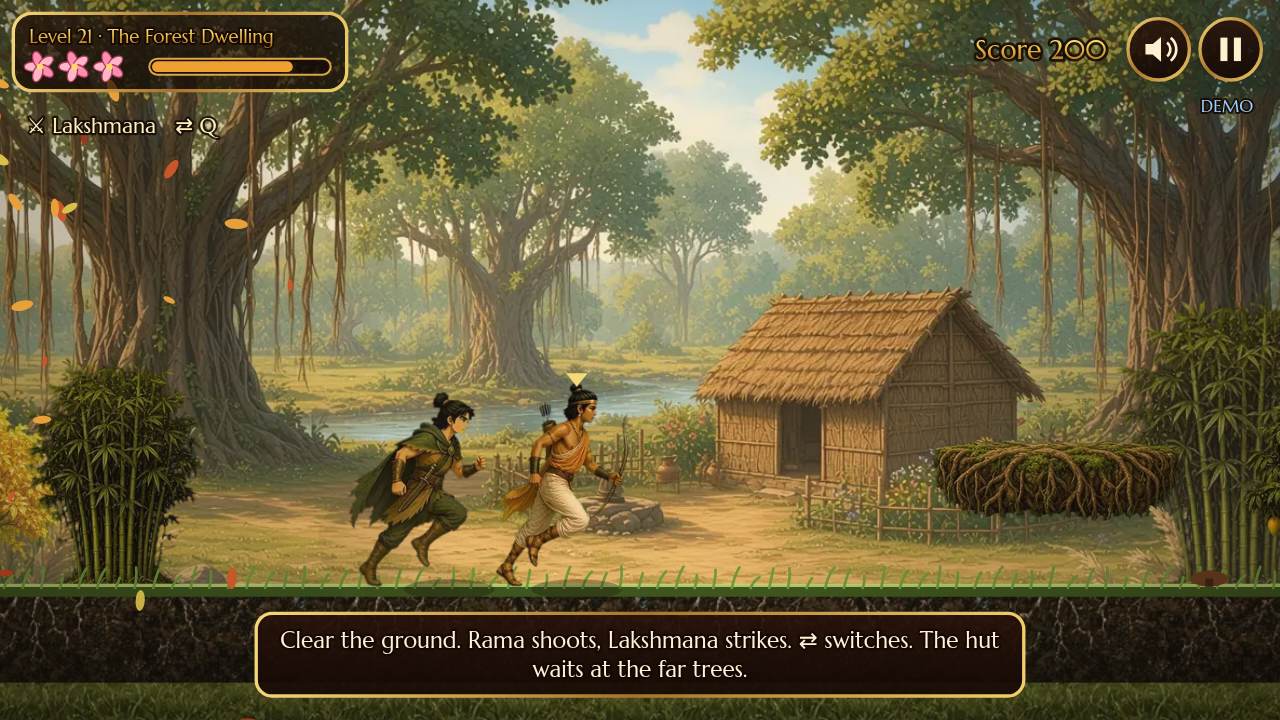 Level 21 · The Forest Dwelling
Score 200
DEMO
⚔ Lakshmana ⇄ Q
Clear the ground. Rama shoots, Lakshmana strikes. ⇄ switches. The hut
waits at the far trees.